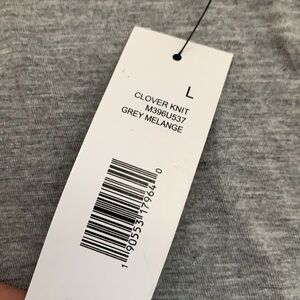 L
CLOVER KNIT
M396U537
GREY MELANGE
1 90553 17964 0